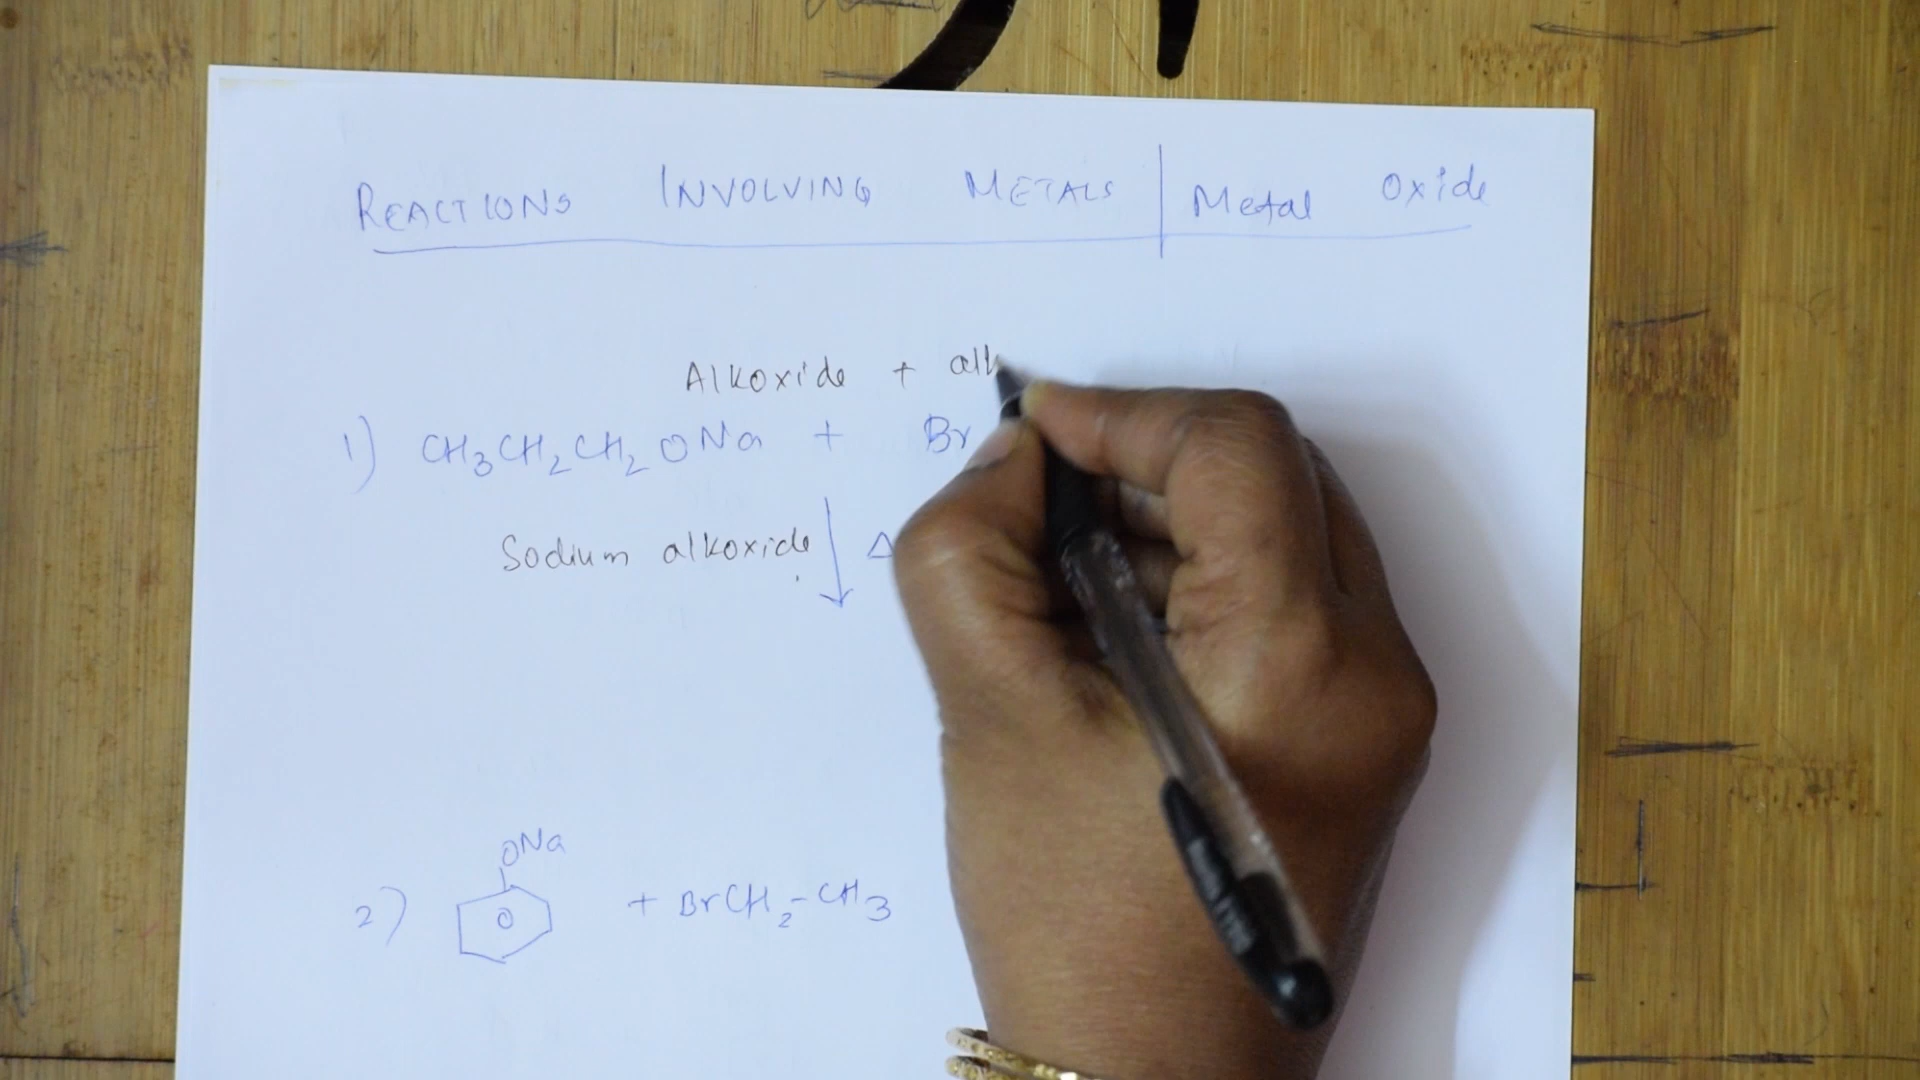 REACTIONS INVOLVING METALS | Metal Oxide
Alkoxide + alk
1) CH3CH2CH2ONa + Br
Sodium alkoxide Δ
ONa
2) + BrCH2-CH3